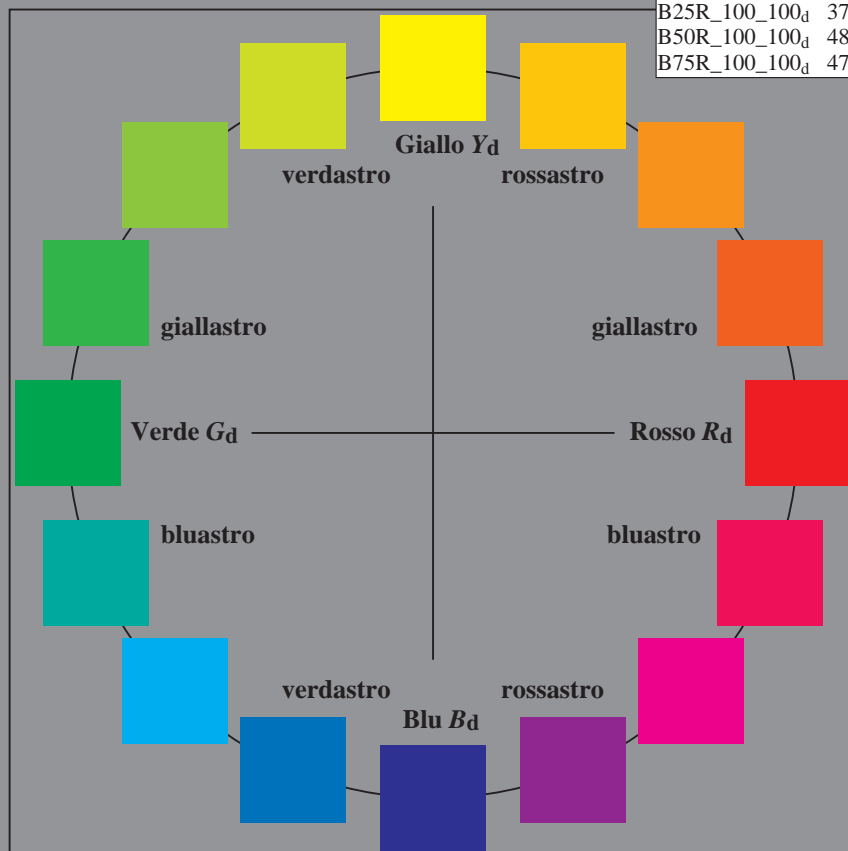 B25R_100_100d 37
B50R_100_100d 48
B75R_100_100d 47
Giallo Yd
verdastro rossastro
giallastro giallastro
Verde Gd Rosso Rd
bluastro bluastro
verdastro rossastro
Blu Bd